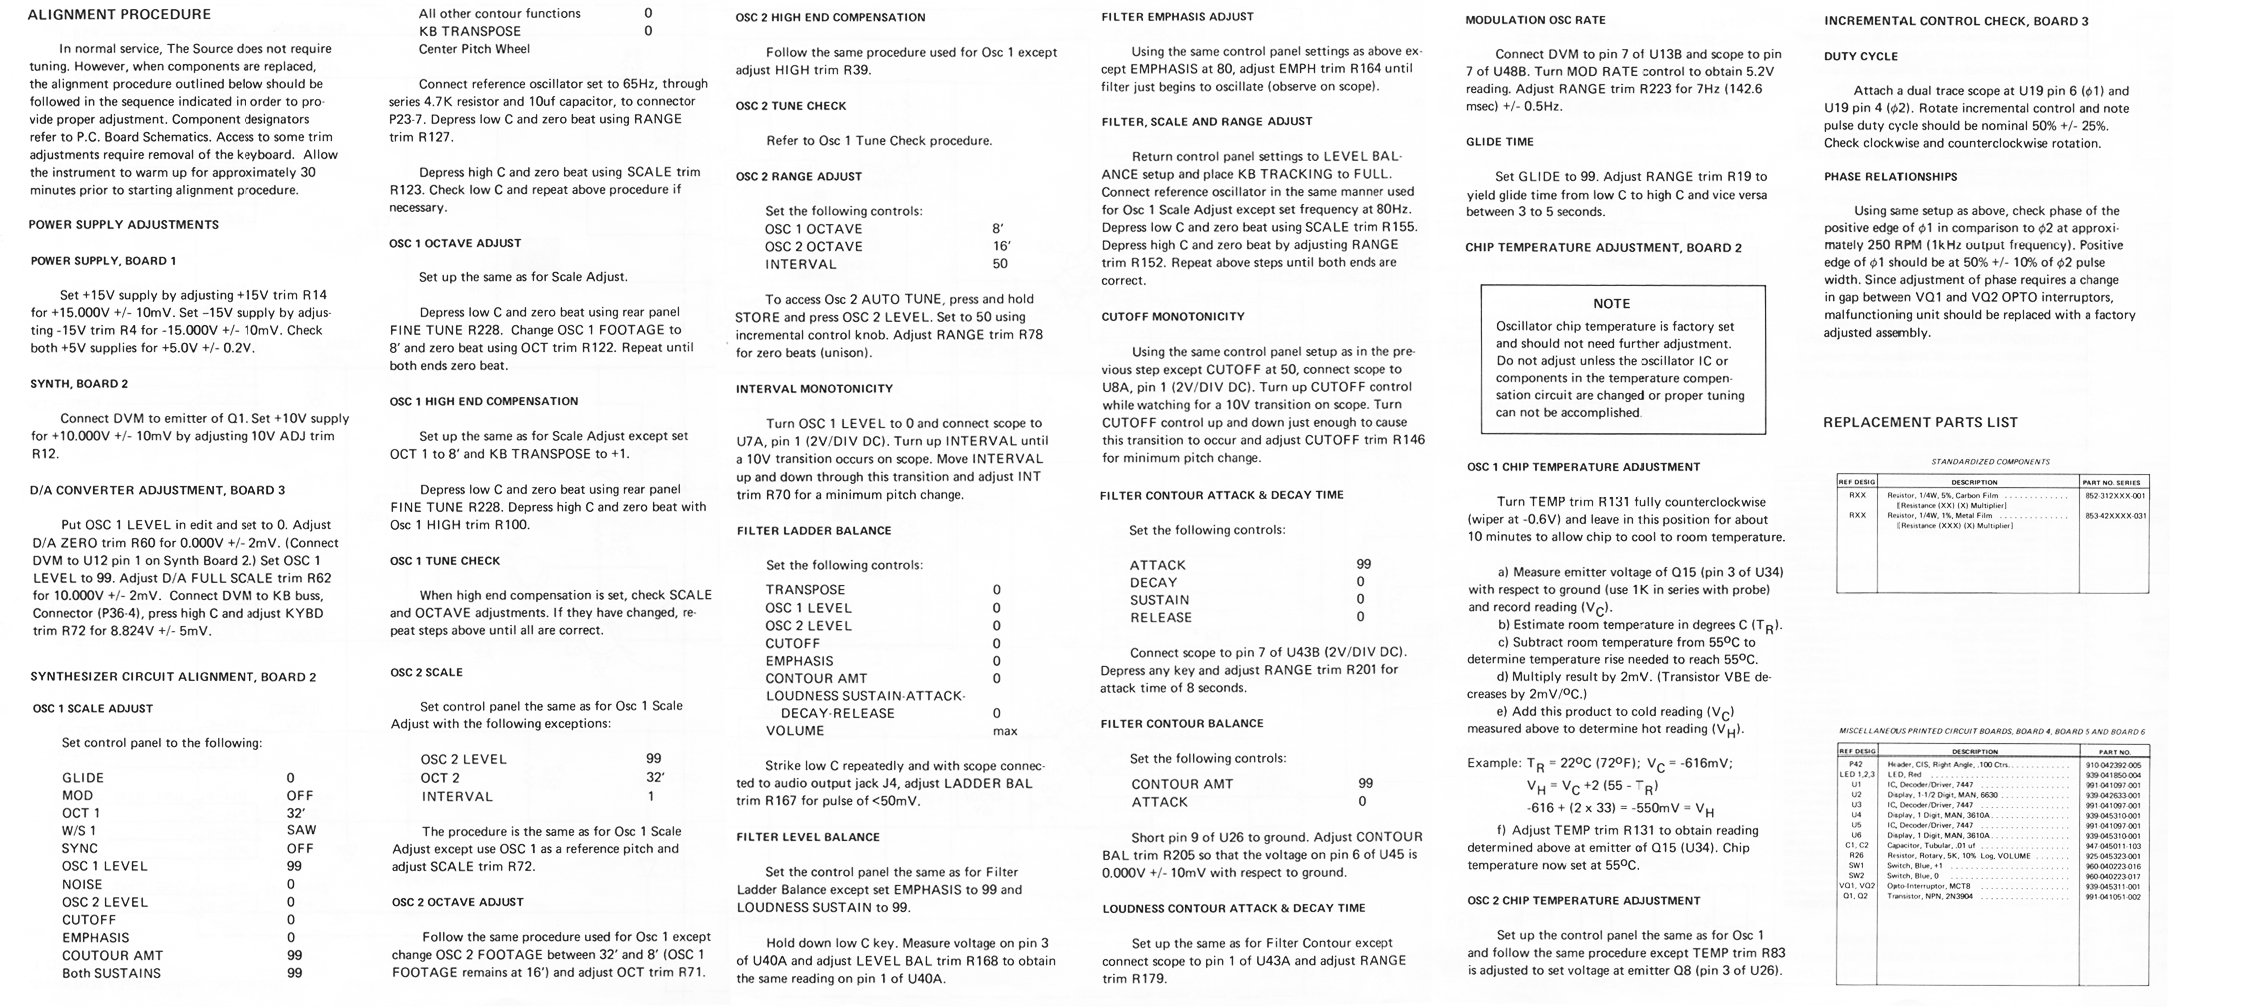 ALIGNMENT PROCEDURE
In normal service, The Source does not require
tuning. However, when components are replaced,
the alignment procedure outlined below should be
followed in the sequence indicated in order to pro-
vide proper adjustment. Component designators
refer to P.C. Board Schematics. Access to some trim
adjustments require removal of the keyboard. Allow
the instrument to warm up for approximately 30
minutes prior to starting alignment procedure.
POWER SUPPLY ADJUSTMENTS
POWER SUPPLY, BOARD 1
Set +15V supply by adjusting +15V trim R14
for +15.000V +/- 10mV. Set -15V supply by adjus-
ting -15V trim R4 for -15.000V +/- 10mV. Check
both +5V supplies for +5.0V +/- 0.2V.
SYNTH, BOARD 2
Connect DVM to emitter of Q1. Set +10V supply
for +10.000V +/- 10mV by adjusting 10V ADJ trim
R12.
D/A CONVERTER ADJUSTMENT, BOARD 3
Put OSC 1 LEVEL in edit and set to 0. Adjust
D/A ZERO trim R60 for 0.000V +/- 2mV. (Connect
DVM to U12 pin 1 on Synth Board 2.) Set OSC 1
LEVEL to 99. Adjust D/A FULL SCALE trim R62
for 10.000V +/- 2mV. Connect DVM to KB buss,
Connector (P36-4), press high C and adjust KYBD
trim R72 for 8.824V +/- 5mV.
SYNTHESIZER CIRCUIT ALIGNMENT, BOARD 2
OSC 1 SCALE ADJUST
Set control panel to the following:
GLIDE 0
MOD OFF
OCT 1 32'
W/S 1 SAW
SYNC OFF
OSC 1 LEVEL 99
NOISE 0
OSC 2 LEVEL 0
CUTOFF 0
EMPHASIS 0
COUTOUR AMT 99
Both SUSTAINS 99
All other contour functions 0
KB TRANSPOSE 0
Center Pitch Wheel
Connect reference oscillator set to 65Hz, through
series 4.7K resistor and 10uf capacitor, to connector
P23-7. Depress low C and zero beat using RANGE
trim R127.
Depress high C and zero beat using SCALE trim
R123. Check low C and repeat above procedure if
necessary.
OSC 1 OCTAVE ADJUST
Set up the same as for Scale Adjust.
Depress low C and zero beat using rear panel
FINE TUNE R228. Change OSC 1 FOOTAGE to
8' and zero beat using OCT trim R122. Repeat until
both ends zero beat.
OSC 1 HIGH END COMPENSATION
Set up the same as for Scale Adjust except set
OCT 1 to 8' and KB TRANSPOSE to +1.
Depress low C and zero beat using rear panel
FINE TUNE R228. Depress high C and zero beat with
Osc 1 HIGH trim R100.
OSC 1 TUNE CHECK
When high end compensation is set, check SCALE
and OCTAVE adjustments. If they have changed, re-
peat steps above until all are correct.
OSC 2 SCALE
Set control panel the same as for Osc 1 Scale
Adjust with the following exceptions:
OSC 2 LEVEL 99
OCT 2 32'
INTERVAL 1
The procedure is the same as for Osc 1 Scale
Adjust except use OSC 1 as a reference pitch and
adjust SCALE trim R72.
OSC 2 OCTAVE ADJUST
Follow the same procedure used for Osc 1 except
change OSC 2 FOOTAGE between 32' and 8' (OSC 1
FOOTAGE remains at 16') and adjust OCT trim R71.
OSC 2 HIGH END COMPENSATION
Follow the same procedure used for Osc 1 except
adjust HIGH trim R39.
OSC 2 TUNE CHECK
Refer to Osc 1 Tune Check procedure.
OSC 2 RANGE ADJUST
Set the following controls:
OSC 1 OCTAVE 8'
OSC 2 OCTAVE 16'
INTERVAL 50
To access Osc 2 AUTO TUNE, press and hold
STORE and press OSC 2 LEVEL. Set to 50 using
incremental control knob. Adjust RANGE trim R78
for zero beats (unison).
INTERVAL MONOTONICITY
Turn OSC 1 LEVEL to 0 and connect scope to
U7A, pin 1 (2V/DIV DC). Turn up INTERVAL until
a 10V transition occurs on scope. Move INTERVAL
up and down through this transition and adjust INT
trim R70 for a minimum pitch change.
FILTER LADDER BALANCE
Set the following controls:
TRANSPOSE 0
OSC 1 LEVEL 0
OSC 2 LEVEL 0
CUTOFF 0
EMPHASIS 0
CONTOUR AMT 0
LOUDNESS SUSTAIN-ATTACK-
DECAY-RELEASE 0
VOLUME max
Strike low C repeatedly and with scope connec-
ted to audio output jack J4, adjust LADDER BAL
trim R167 for pulse of <50mV.
FILTER LEVEL BALANCE
Set the control panel the same as for Filter
Ladder Balance except set EMPHASIS to 99 and
LOUDNESS SUSTAIN to 99.
Hold down low C key. Measure voltage on pin 3
of U40A and adjust LEVEL BAL trim R168 to obtain
the same reading on pin 1 of U40A.
FILTER EMPHASIS ADJUST
Using the same control panel settings as above ex-
cept EMPHASIS at 80, adjust EMPH trim R164 until
filter just begins to oscillate (observe on scope).
FILTER, SCALE AND RANGE ADJUST
Return control panel settings to LEVEL BAL-
ANCE setup and place KB TRACKING to FULL.
Connect reference oscillator in the same manner used
for Osc 1 Scale Adjust except set frequency at 80Hz.
Depress low C and zero beat using SCALE trim R155.
Depress high C and zero beat by adjusting RANGE
trim R152. Repeat above steps until both ends are
correct.
CUTOFF MONOTONICITY
Using the same control panel setup as in the pre-
vious step except CUTOFF at 50, connect scope to
U8A, pin 1 (2V/DIV DC). Turn up CUTOFF control
while watching for a 10V transition on scope. Turn
CUTOFF control up and down just enough to cause
this transition to occur and adjust CUTOFF trim R146
for minimum pitch change.
FILTER CONTOUR ATTACK & DECAY TIME
Set the following controls:
ATTACK 99
DECAY 0
SUSTAIN 0
RELEASE 0
Connect scope to pin 7 of U43B (2V/DIV DC).
Depress any key and adjust RANGE trim R201 for
attack time of 8 seconds.
FILTER CONTOUR BALANCE
Set the following controls:
CONTOUR AMT 99
ATTACK 0
Short pin 9 of U26 to ground. Adjust CONTOUR
BAL trim R205 so that the voltage on pin 6 of U45 is
0.000V +/- 10mV with respect to ground.
LOUDNESS CONTOUR ATTACK & DECAY TIME
Set up the same as for Filter Contour except
connect scope to pin 1 of U43A and adjust RANGE
trim R179.
MODULATION OSC RATE
Connect DVM to pin 7 of U13B and scope to pin
7 of U48B. Turn MOD RATE control to obtain 5.2V
reading. Adjust RANGE trim R223 for 7Hz (142.6
msec) +/- 0.5Hz.
GLIDE TIME
Set GLIDE to 99. Adjust RANGE trim R19 to
yield glide time from low C to high C and vice versa
between 3 to 5 seconds.
CHIP TEMPERATURE ADJUSTMENT, BOARD 2
NOTE
Oscillator chip temperature is factory set
and should not need further adjustment.
Do not adjust unless the oscillator IC or
components in the temperature compen-
sation circuit are changed or proper tuning
can not be accomplished.
OSC 1 CHIP TEMPERATURE ADJUSTMENT
Turn TEMP trim R131 fully counterclockwise
(wiper at -0.6V) and leave in this position for about
10 minutes to allow chip to cool to room temperature.
a) Measure emitter voltage of Q15 (pin 3 of U34)
with respect to ground (use 1K in series with probe)
and record reading (VC).
b) Estimate room temperature in degrees C (TR).
c) Subtract room temperature from 55ºC to
determine temperature rise needed to reach 55ºC.
d) Multiply result by 2mV. (Transistor VBE de-
creases by 2mV/ºC.)
e) Add this product to cold reading (VC)
measured above to determine hot reading (VH).
Example: TR = 22ºC (72ºF); VC = -616mV;
VH = VC +2 (55 - TR)
-616 + (2 x 33) = -550mV = VH
f) Adjust TEMP trim R131 to obtain reading
determined above at emitter of Q15 (U34). Chip
temperature now set at 55ºC.
OSC 2 CHIP TEMPERATURE ADJUSTMENT
Set up the control panel the same as for Osc 1
and follow the same procedure except TEMP trim R83
is adjusted to set voltage at emitter Q8 (pin 3 of U26).
INCREMENTAL CONTROL CHECK, BOARD 3
DUTY CYCLE
Attach a dual trace scope at U19 pin 6 (ϕ1) and
U19 pin 4 (ϕ2). Rotate incremental control and note
pulse duty cycle should be nominal 50% +/- 25%.
Check clockwise and counterclockwise rotation.
PHASE RELATIONSHIPS
Using same setup as above, check phase of the
positive edge of ϕ1 in comparison to ϕ2 at approxi-
mately 250 RPM (1kHz output frequency). Positive
edge of ϕ1 should be at 50% +/- 10% of ϕ2 pulse
width. Since adjustment of phase requires a change
in gap between VQ1 and VQ2 OPTO interruptors,
malfunctioning unit should be replaced with a factory
adjusted assembly.
REPLACEMENT PARTS LIST
STANDARDIZED COMPONENTS
REF DESIG DESCRIPTION PART NO. SERIES
RXX Resistor, 1/4W, 5%, Carbon Film 852-312XXX-001
[Resistance (XX) (X) Multiplier]
RXX Resistor, 1/4W, 1%, Metal Film 853-42XXXX-031
[Resistance (XXX) (X) Multiplier]
MISCELLANEOUS PRINTED CIRCUIT BOARDS, BOARD 4, BOARD 5 AND BOARD 6
REF DESIG DESCRIPTION PART NO.
P42 Header, CIS, Right Angle, .100 Ctrs. 910-042392-005
LED 1,2,3 LED, Red 939-041850-004
U1 IC, Decoder/Driver, 7447 991-041097-001
U2 Display, 1-1/2 Digit, MAN, 6630 939-042633-001
U3 IC, Decoder/Driver, 7447 991-041097-001
U4 Display, 1 Digit, MAN, 3610A 939-045310-001
U5 IC, Decoder/Driver, 7447 991-041097-001
U6 Display, 1 Digit, MAN, 3610A 939-045310-001
C1, C2 Capacitor, Tubular, .01 uf 947-045011-103
R26 Resistor, Rotary, 5K, 10% Log, VOLUME 925-045323-001
SW1 Switch, Blue, +1 960-040223-016
SW2 Switch, Blue, 0 960-040223-017
VQ1, VQ2 Opto-Interruptor, MCT8 939-045311-001
Q1, Q2 Transistor, NPN, 2N3904 991-041051-002